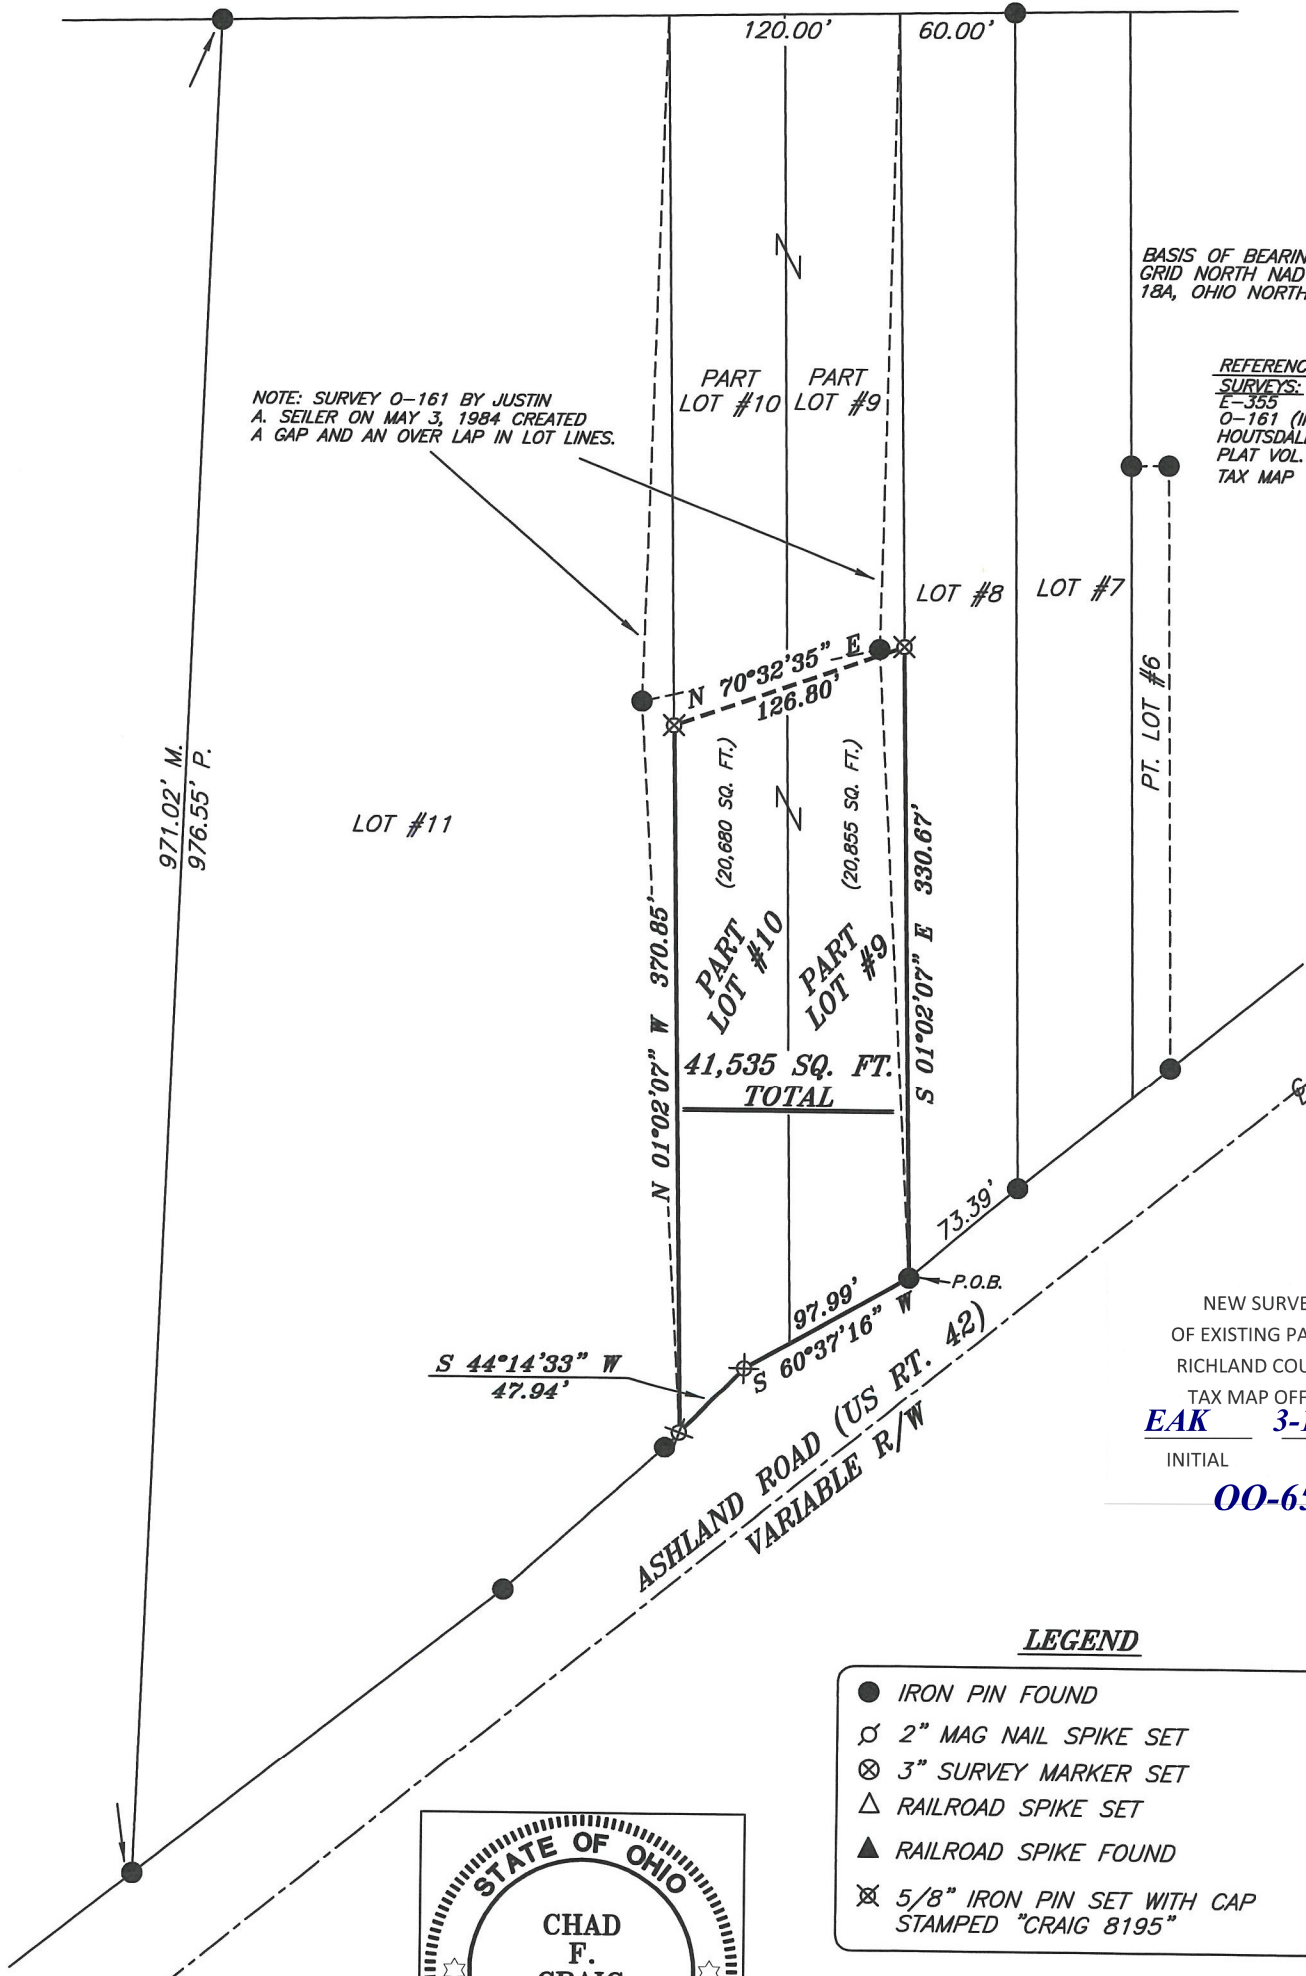 120.00'
60.00'
BASIS OF BEARIN
GRID NORTH NAD
18A, OHIO NORTH
REFERENC
SURVEYS:
E-355
O-161 (I
HOUTSDAL
PLAT VOL.
TAX MAP
NOTE: SURVEY O-161 BY JUSTIN
A. SEILER ON MAY 3, 1984 CREATED
A GAP AND AN OVER LAP IN LOT LINES.
PART
LOT #10
PART
LOT #9
LOT #8
LOT #7
PT. LOT #6
N 70°32'35" E
126.80'
971.02' M.
976.55' P.
LOT #11
(20,680 SQ. FT.)
(20,855 SQ. FT.)
N 01°02'07" W 370.85'
PART
LOT #10
PART
LOT #9
S 01°02'07" E 330.67'
41,535 SQ. FT.
TOTAL
73.39'
P.O.B.
97.99'
S 60°37'16" W
S 44°14'33" W
47.94'
ASHLAND ROAD (US RT. 42)
VARIABLE R/W
NEW SURVE
OF EXISTING PA
RICHLAND COU
TAX MAP OFF
EAK 3-1
INITIAL
OO-65
LEGEND
IRON PIN FOUND
2" MAG NAIL SPIKE SET
3" SURVEY MARKER SET
RAILROAD SPIKE SET
RAILROAD SPIKE FOUND
5/8" IRON PIN SET WITH CAP
STAMPED "CRAIG 8195"
STATE OF OHIO
CHAD
F.
CRAIG